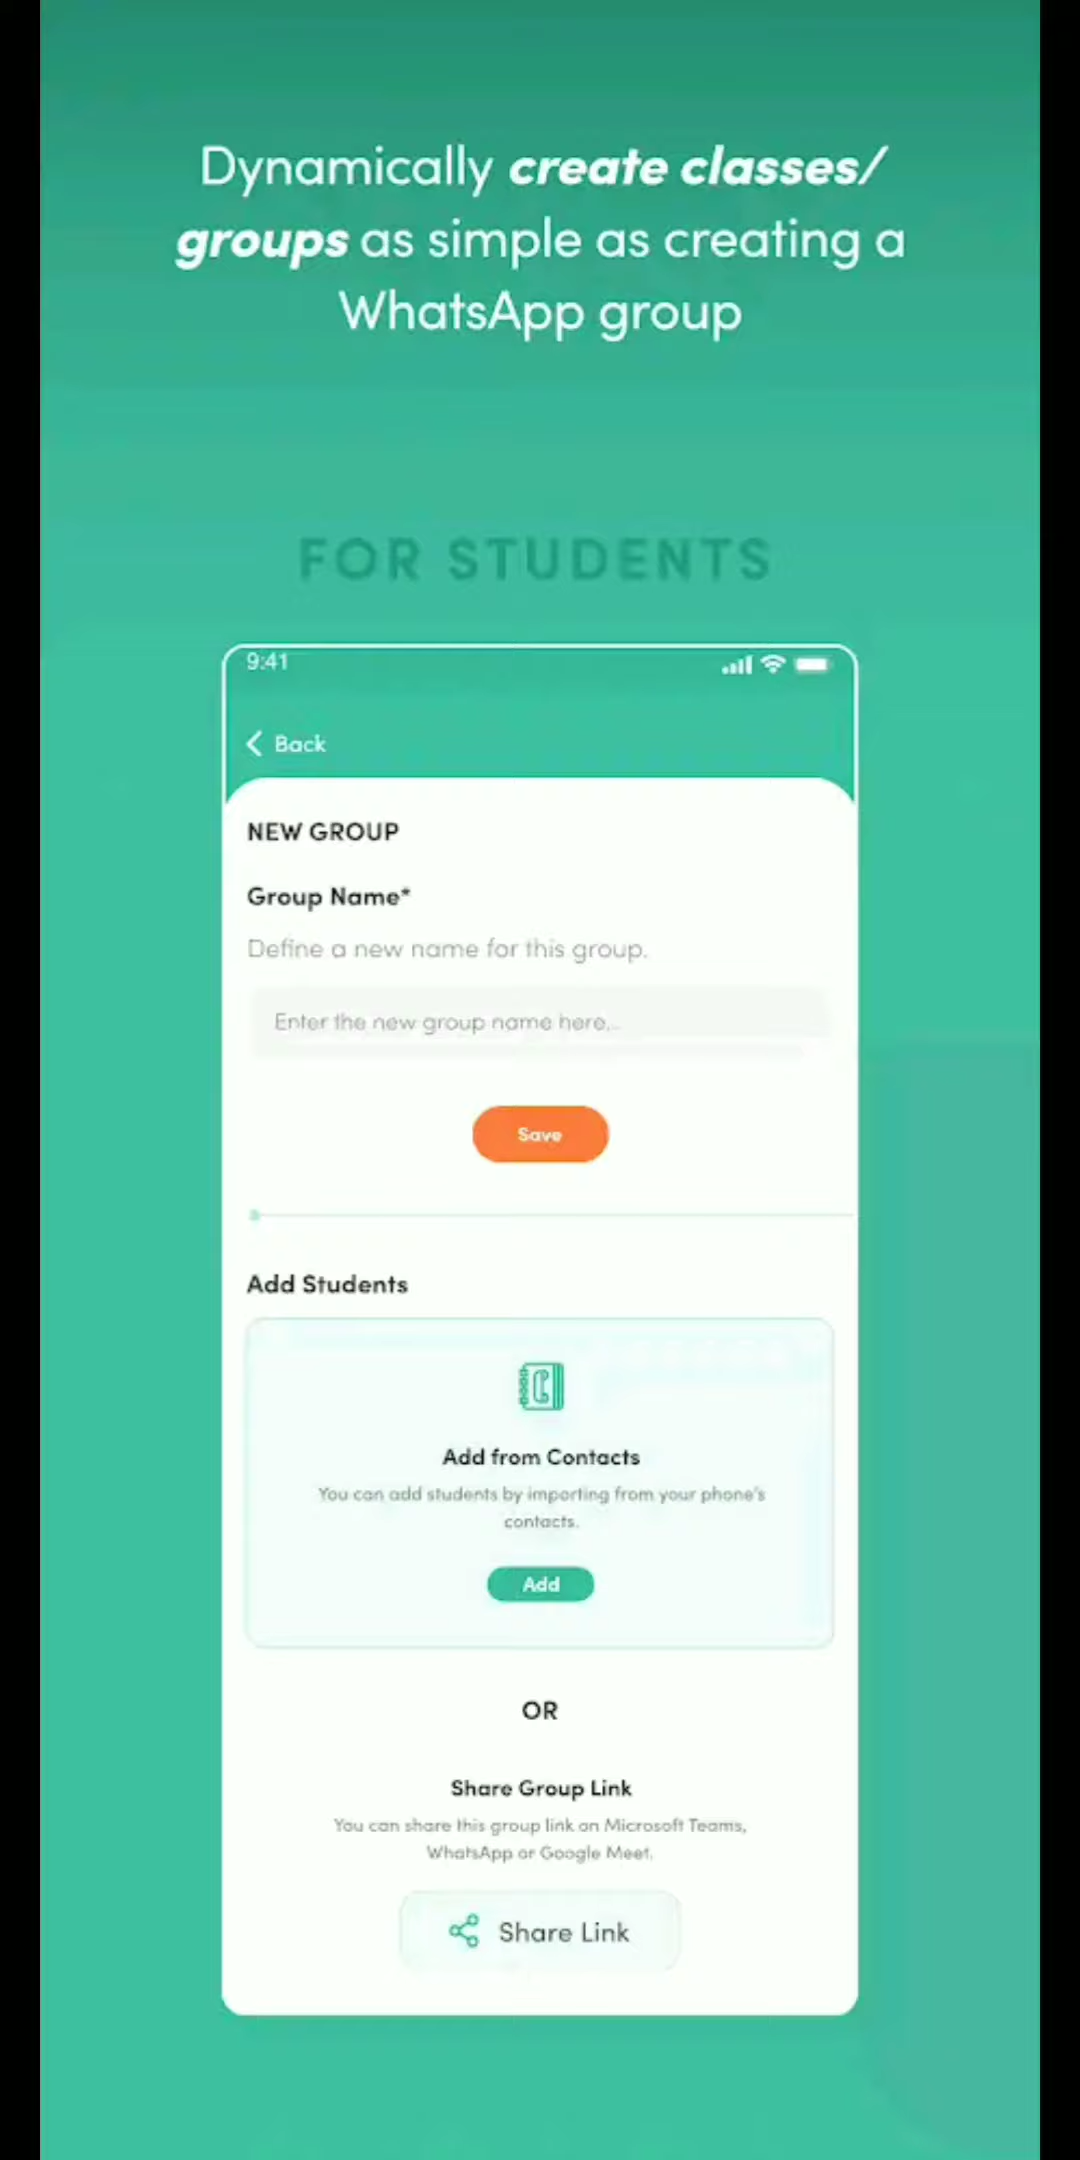 Dynamically create classes/
groups as simple as creating a
WhatsApp group
FOR STUDENTS
9:41
Back
NEW GROUP
Group Name*
Define a new name for this group.
Enter the new group name here...
Save
Add Students
Add from Contacts
You can add students by importing from your phone's
contacts.
Add
OR
Share Group Link
You can share this group link on Microsoft Teams,
WhatsApp or Google Meet.
Share Link